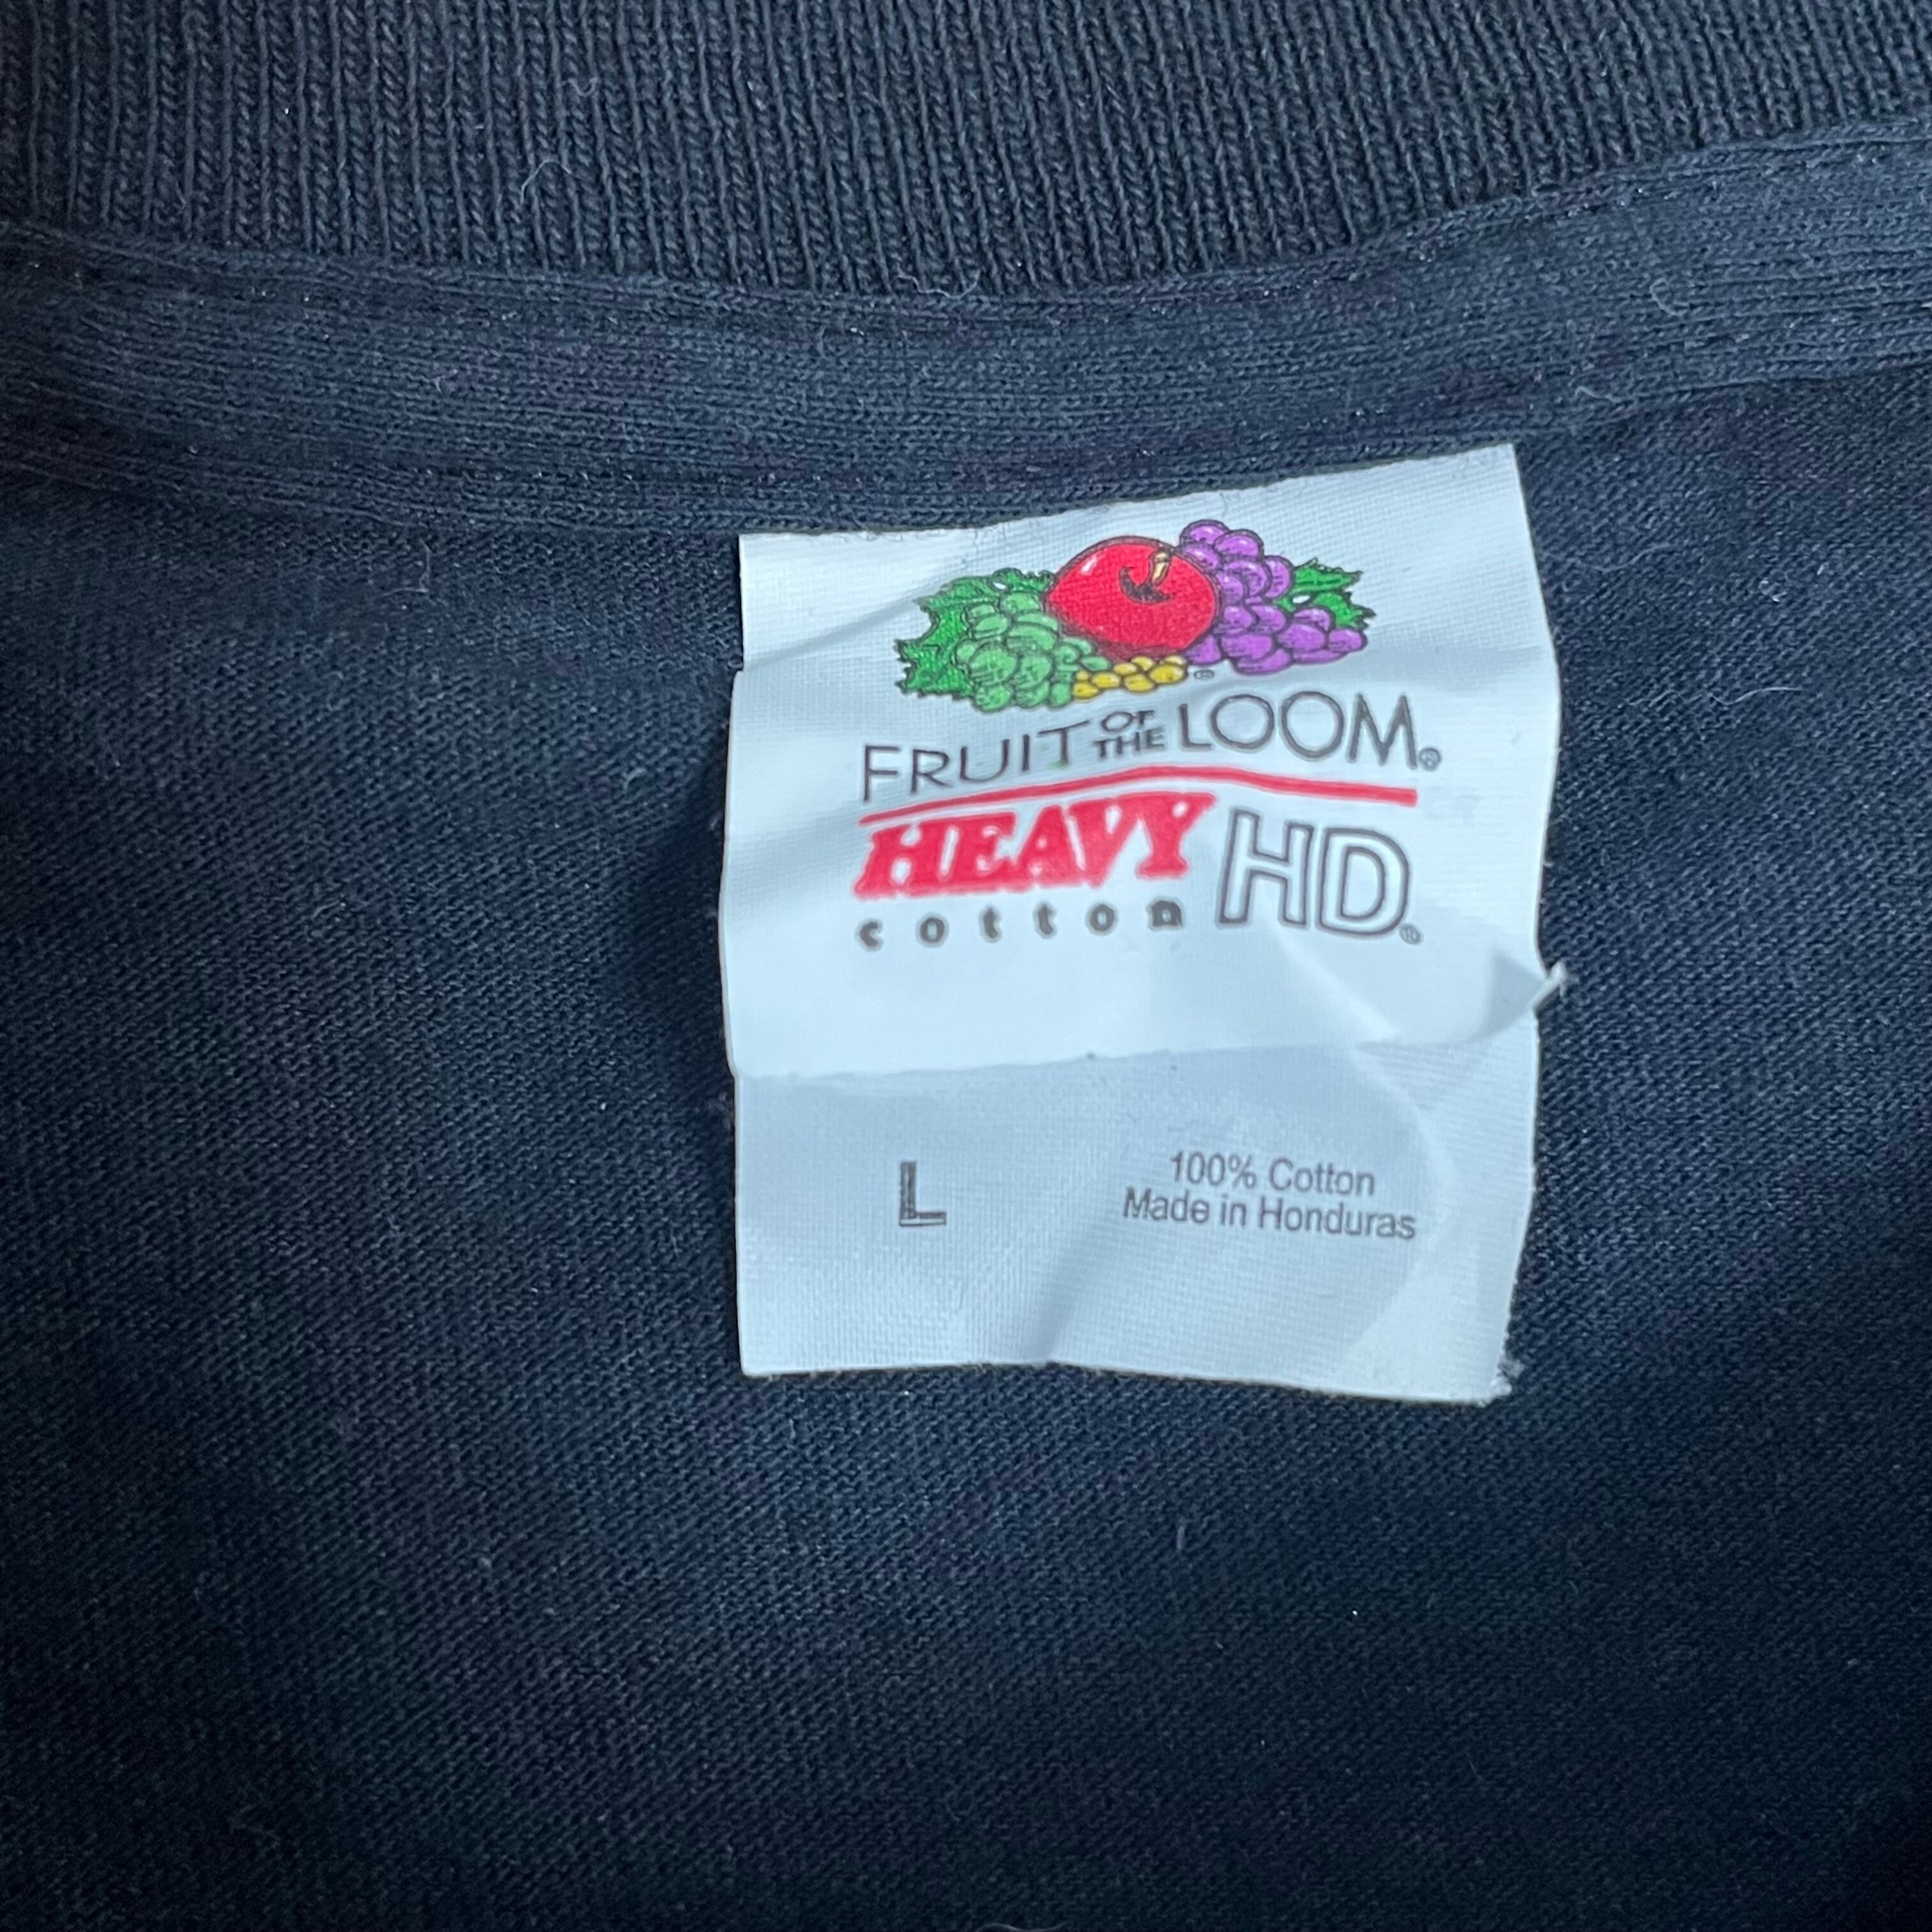 FRUIT OF THE LOOM®
HEAVY HD®
cotton
L
100% Cotton
Made in Honduras